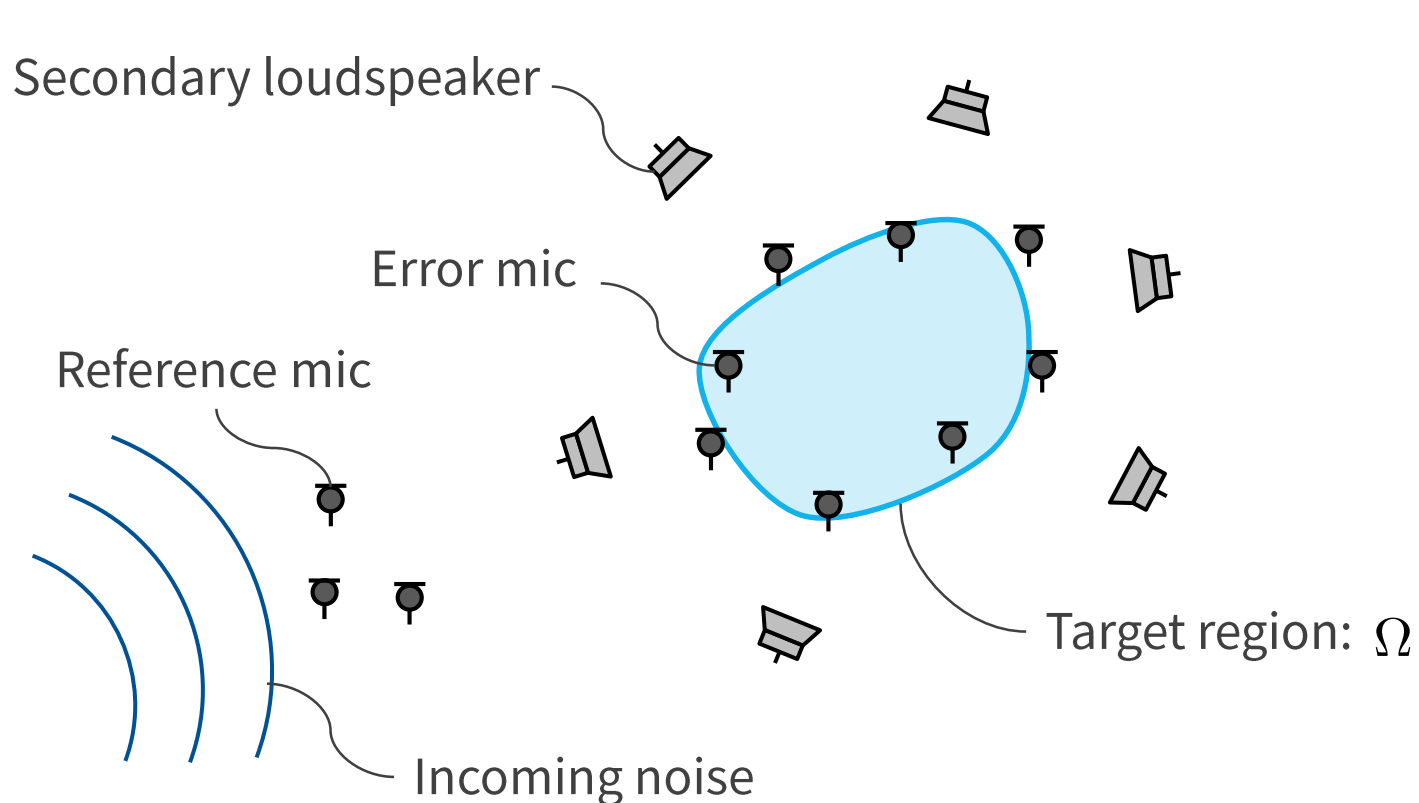 Secondary loudspeaker
Error mic
Reference mic
Target region: Ω
Incoming noise